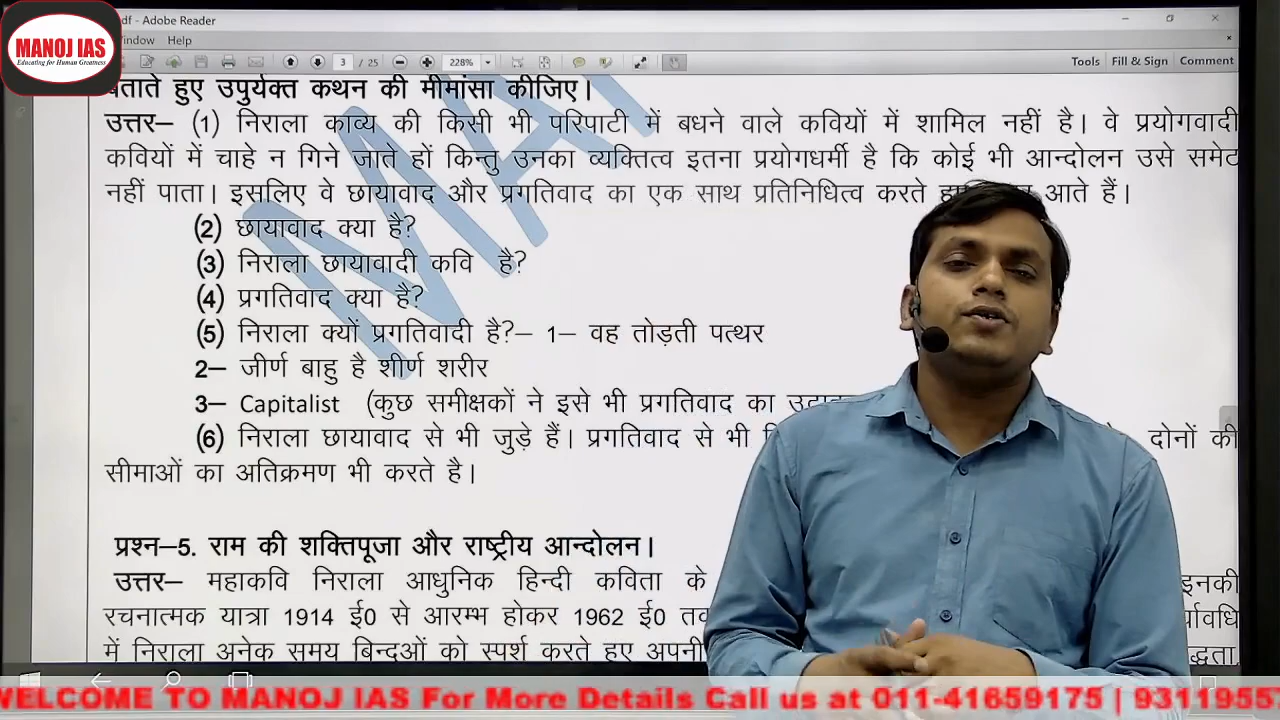 MANOJ IAS
Educating for Human Greatness
df - Adobe Reader
Window Help
3 / 25 228% Tools Fill & Sign Comment
बताते हुए उपुर्यक्त कथन की मीमांसा कीजिए।
उत्तर– (1) निराला काव्य की किसी भी परिपाटी में बधने वाले कवियों में शामिल नहीं है। वे प्रयोगवादी
कवियों में चाहे न गिने जाते हों किन्तु उनका व्यक्तित्व इतना प्रयोगधर्मी है कि कोई भी आन्दोलन उसे समेट
नहीं पाता। इसलिए वे छायावाद और प्रगतिवाद का एक साथ प्रतिनिधित्व करते आते हैं।
(2) छायावाद क्या है?
(3) निराला छायावादी कवि है?
(4) प्रगतिवाद क्या है?
(5) निराला क्यों प्रगतिवादी है?– 1– वह तोड़ती पत्थर
2– जीर्ण बाहु है शीर्ण शरीर
3– Capitalist (कुछ समीक्षकों ने इसे भी प्रगतिवाद का
(6) निराला छायावाद से भी जुड़े हैं। प्रगतिवाद से भी दोनों की
सीमाओं का अतिक्रमण भी करते है।
प्रश्न–5. राम की शक्तिपूजा और राष्ट्रीय आन्दोलन।
उत्तर– महाकवि निराला आधुनिक हिन्दी कविता के इनकी
रचनात्मक यात्रा 1914 ई0 से आरम्भ होकर 1962 ई0 तक
में निराला अनेक समय बिन्दुओं को स्पर्श करते हुए अपनी
WELCOME TO MANOJ IAS For More Details Call us at 011-41659175 | 9311955